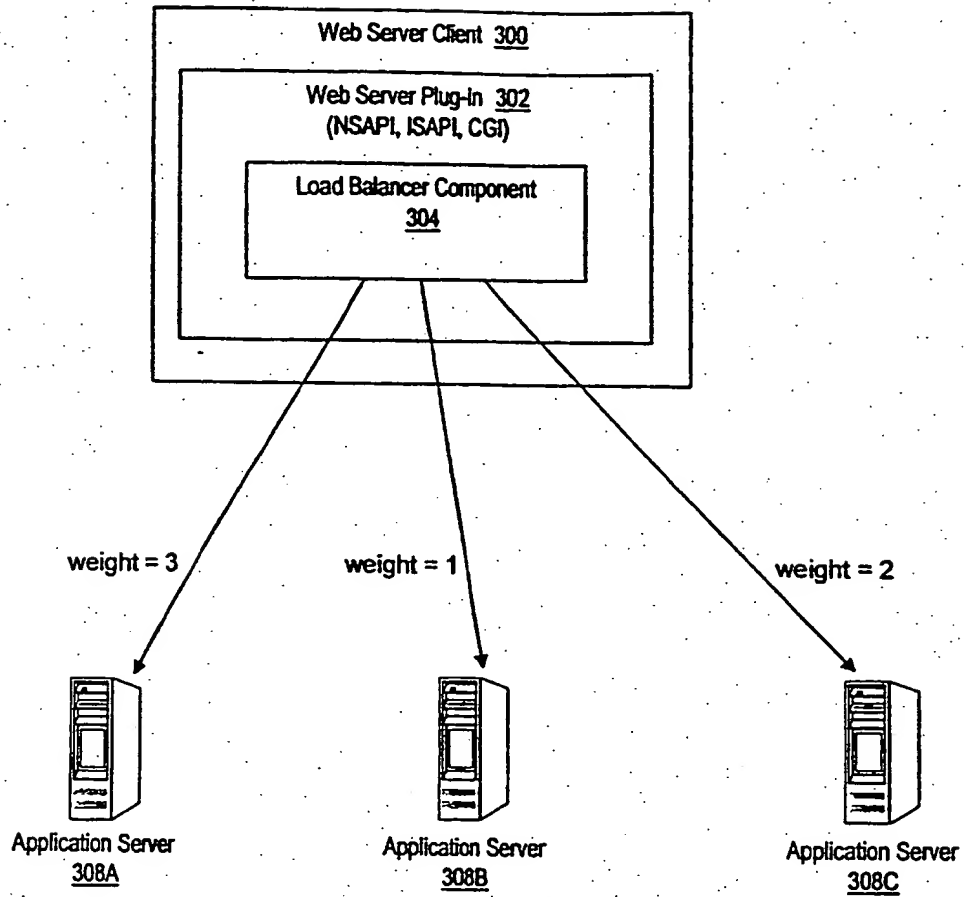 Web Server Client 300
Web Server Plug-in 302
(NSAPI, ISAPI, CGI)
Load Balancer Component
304
weight = 3
weight = 1
weight = 2
Application Server
308A
Application Server
308B
Application Server
308C